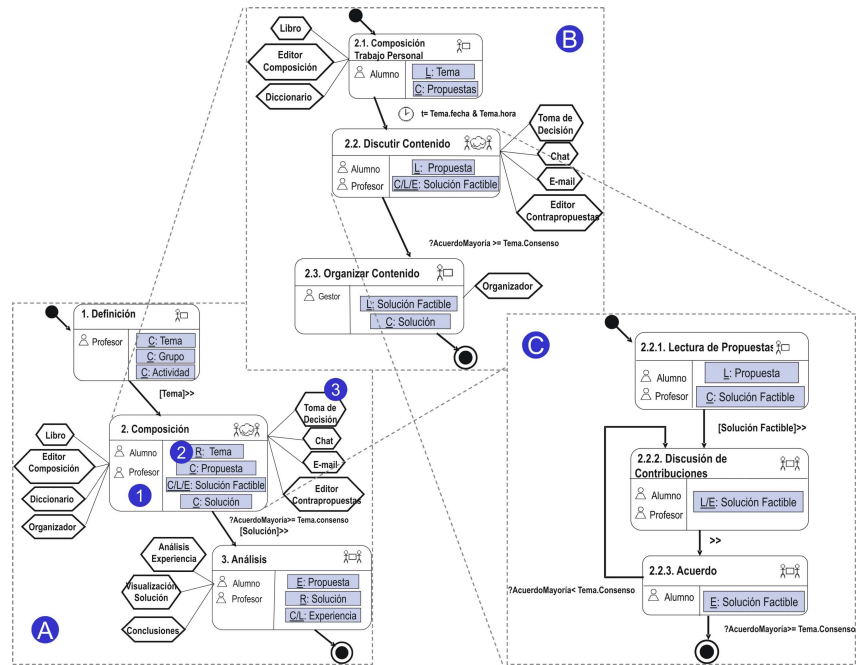 B
Libro
Editor
Composición
Diccionario
2.1. Composición
Trabajo Personal
Alumno
L: Tema
C: Propuestas
t= Tema.fecha & Tema.hora
2.2. Discutir Contenido
Alumno
Profesor
L: Propuesta
C/L/E: Solución Factible
Toma de
Decisión
Chat
E-mail
Editor
Contrapropuestas
?AcuerdoMayoría >= Tema.Consenso
2.3. Organizar Contenido
Gestor
L: Solución Factible
C: Solución
Organizador
A
1. Definición
Profesor
C: Tema
C: Grupo
C: Actividad
[Tema]>>
2. Composición
Alumno
Profesor
1
2
R: Tema
C: Propuesta
C/L/E: Solución Factible
C: Solución
Libro
Editor
Composición
Diccionario
Organizador
3
Toma de
Decisión
Chat
E-mail
Editor
Contrapropuestas
?AcuerdoMayoría>= Tema.consenso
[Solución]>>
3. Análisis
Alumno
Profesor
E: Propuesta
R: Solución
C/L: Experiencia
Análisis
Experiencia
Visualización
Solución
Conclusiones
C
2.2.1. Lectura de Propuestas
Alumno
Profesor
L: Propuesta
C: Solución Factible
[Solución Factible]>>
2.2.2. Discusión de
Contribuciones
Alumno
Profesor
L/E: Solución Factible
>>
2.2.3. Acuerdo
Alumno
E: Solución Factible
?AcuerdoMayoría< Tema.Consenso
?AcuerdoMayoría>= Tema.Consenso